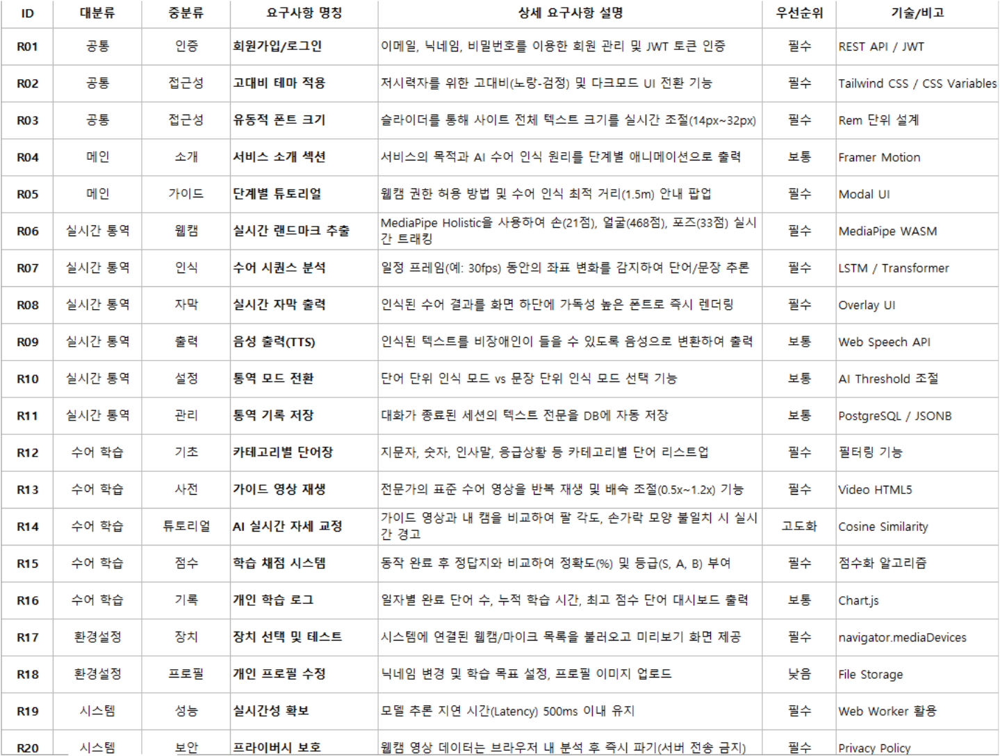 ID 대분류 중분류 요구사항 명칭 상세 요구사항 설명 우선순위 기술/비고
R01 공통 인증 회원가입/로그인 이메일, 닉네임, 비밀번호를 이용한 회원 관리 및 JWT 토큰 인증 필수 REST API / JWT
R02 공통 접근성 고대비 테마 적용 저시력자를 위한 고대비(노랑-검정) 및 다크모드 UI 전환 기능 필수 Tailwind CSS / CSS Variables
R03 공통 접근성 유동적 폰트 크기 슬라이더를 통해 사이트 전체 텍스트 크기를 실시간 조절(14px~32px) 필수 Rem 단위 설계
R04 메인 소개 서비스 소개 섹션 서비스의 목적과 AI 수어 인식 원리를 단계별 애니메이션으로 출력 보통 Framer Motion
R05 메인 가이드 단계별 튜토리얼 웹캠 권한 허용 방법 및 수어 인식 최적 거리(1.5m) 안내 팝업 필수 Modal UI
R06 실시간 통역 웹캠 실시간 랜드마크 추출 MediaPipe Holistic을 사용하여 손(21점), 얼굴(468점), 포즈(33점) 실시
간 트래킹 필수 MediaPipe WASM
R07 실시간 통역 인식 수어 시퀀스 분석 일정 프레임(예: 30fps) 동안의 좌표 변화를 감지하여 단어/문장 추론 필수 LSTM / Transformer
R08 실시간 통역 자막 실시간 자막 출력 인식된 수어 결과를 화면 하단에 가독성 높은 폰트로 즉시 렌더링 필수 Overlay UI
R09 실시간 통역 출력 음성 출력(TTS) 인식된 텍스트를 비장애인이 들을 수 있도록 음성으로 변환하여 출력 보통 Web Speech API
R10 실시간 통역 설정 통역 모드 전환 단어 단위 인식 모드 vs 문장 단위 인식 모드 선택 기능 보통 AI Threshold 조절
R11 실시간 통역 관리 통역 기록 저장 대화가 종료된 세션의 텍스트 전문을 DB에 자동 저장 보통 PostgreSQL / JSONB
R12 수어 학습 기초 카테고리별 단어장 지문자, 숫자, 인사말, 응급상황 등 카테고리별 단어 리스트업 필수 필터링 기능
R13 수어 학습 사전 가이드 영상 재생 전문가의 표준 수어 영상을 반복 재생 및 배속 조절(0.5x~1.2x) 기능 필수 Video HTML5
R14 수어 학습 튜토리얼 AI 실시간 자세 교정 가이드 영상과 내 캠을 비교하여 팔 각도, 손가락 모양 불일치 시 실시
간 경고 고도화 Cosine Similarity
R15 수어 학습 점수 학습 채점 시스템 동작 완료 후 정답지와 비교하여 정확도(%) 및 등급(S, A, B) 부여 필수 점수화 알고리즘
R16 수어 학습 기록 개인 학습 로그 일자별 완료 단어 수, 누적 학습 시간, 최고 점수 단어 대시보드 출력 보통 Chart.js
R17 환경설정 장치 장치 선택 및 테스트 시스템에 연결된 웹캠/마이크 목록을 불러오고 미리보기 화면 제공 필수 navigator.mediaDevices
R18 환경설정 프로필 개인 프로필 수정 닉네임 변경 및 학습 목표 설정, 프로필 이미지 업로드 낮음 File Storage
R19 시스템 성능 실시간성 확보 모델 추론 지연 시간(Latency) 500ms 이내 유지 필수 Web Worker 활용
R20 시스템 보안 프라이버시 보호 웹캠 영상 데이터는 브라우저 내 분석 후 즉시 파기(서버 전송 금지) 필수 Privacy Policy